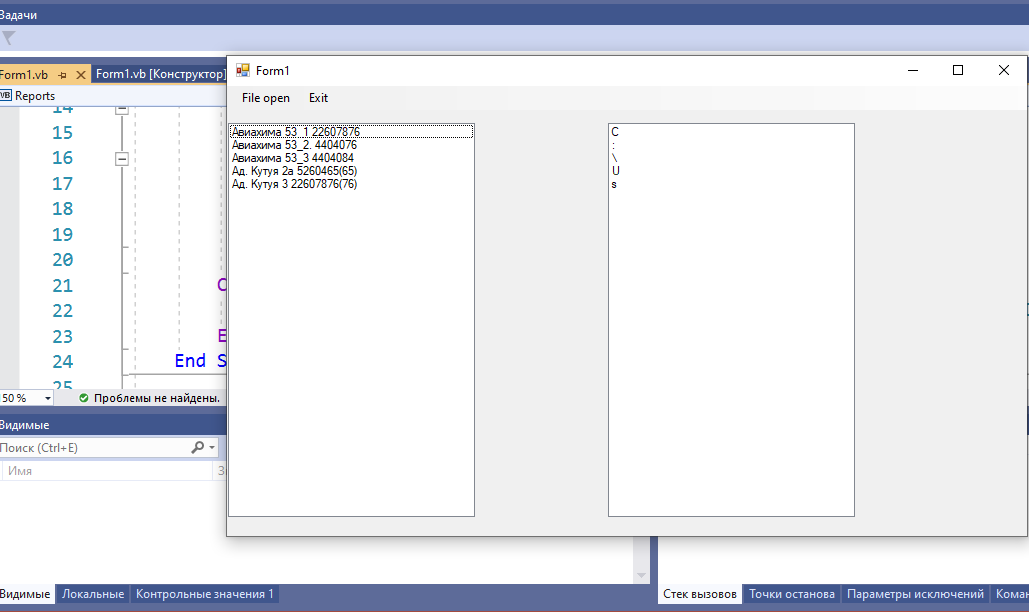 Задачи
Form1.vb
Form1.vb [Конструктор]
VB Reports
14
15
16
17
18
19
20
21
22
23
24
25
C
E
End S
50 %
Проблемы не найдены.
Form1
File open Exit
Авиахима 53_1 22607876
Авиахима 53_2. 4404076
Авиахима 53_3 4404084
Ад. Кутуя 2а 5260465(65)
Ад. Кутуя 3 22607876(76)
C
:
\
U
s
Видимые
Поиск (Ctrl+E)
Имя
Видимые Локальные Контрольные значения 1
Стек вызовов Точки останова Параметры исключений Коман